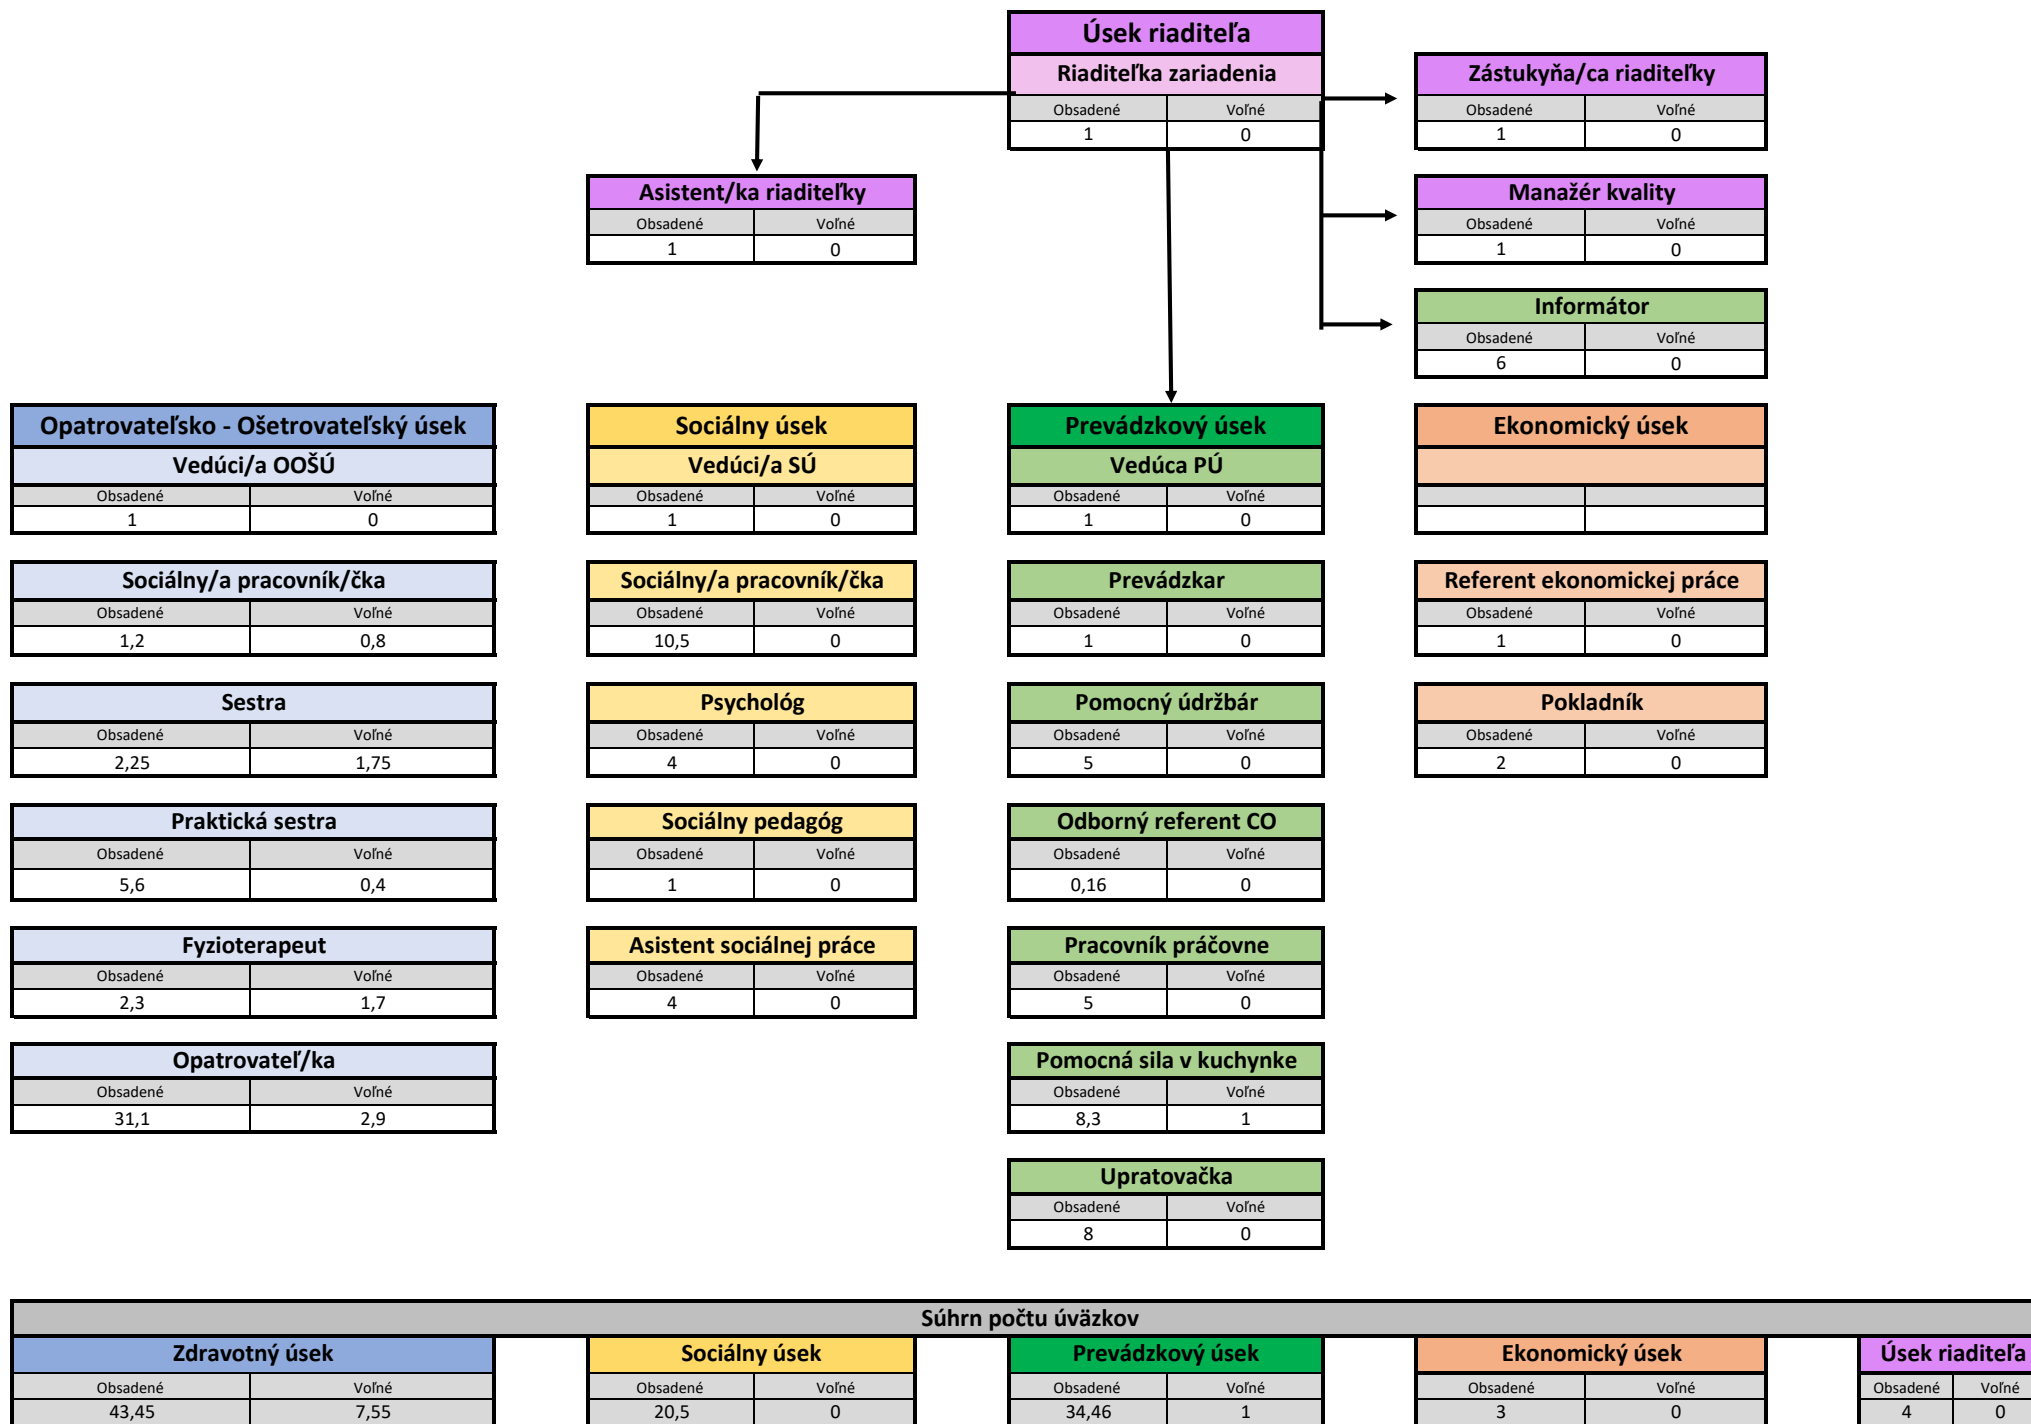 Úsek riaditeľa
Riaditeľka zariadenia
Zástukyňa/ca riaditeľky
Obsadené Voľné Obsadené Voľné
1 0 1 0
Asistent/ka riaditeľky Manažér kvality
Obsadené Voľné Obsadené Voľné
1 0 1 0
Informátor
Obsadené Voľné
6 0
Opatrovateľsko - Ošetrovateľský úsek Sociálny úsek Prevádzkový úsek Ekonomický úsek
Vedúci/a OOŠÚ Vedúci/a SÚ Vedúca PÚ
Obsadené Voľné Obsadené Voľné Obsadené Voľné
1 0 1 0 1 0
Sociálny/a pracovník/čka Sociálny/a pracovník/čka Prevádzkar Referent ekonomickej práce
Obsadené Voľné Obsadené Voľné Obsadené Voľné Obsadené Voľné
1,2 0,8 10,5 0 1 0 1 0
Sestra Psychológ Pomocný údržbár Pokladník
Obsadené Voľné Obsadené Voľné Obsadené Voľné Obsadené Voľné
2,25 1,75 4 0 5 0 2 0
Praktická sestra Sociálny pedagóg Odborný referent CO
Obsadené Voľné Obsadené Voľné Obsadené Voľné
5,6 0,4 1 0 0,16 0
Fyzioterapeut Asistent sociálnej práce Pracovník práčovne
Obsadené Voľné Obsadené Voľné Obsadené Voľné
2,3 1,7 4 0 5 0
Opatrovateľ/ka Pomocná sila v kuchynke
Obsadené Voľné Obsadené Voľné
31,1 2,9 8,3 1
Upratovačka
Obsadené Voľné
8 0
Súhrn počtu úväzkov
Zdravotný úsek Sociálny úsek Prevádzkový úsek Ekonomický úsek Úsek riaditeľa
Obsadené Voľné Obsadené Voľné Obsadené Voľné Obsadené Voľné Obsadené Voľné
43,45 7,55 20,5 0 34,46 1 3 0 4 0